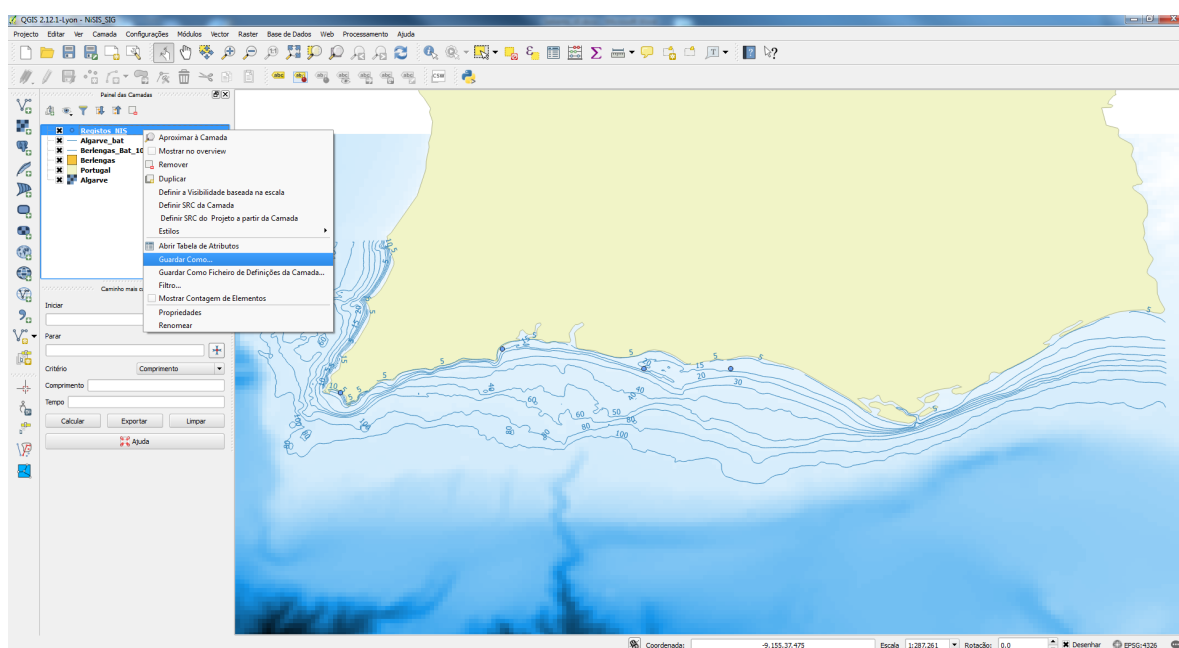 QGIS 2.12.1-Lyon - NiSIS_SIG
Projecto Editar Ver Camada Configurações Módulos Vector Raster Base de Dados Web Processamento Ajuda
Painel das Camadas
Registos_NIS
Algarve_bat
Berlengas_Bat_10
Berlengas
Portugal
Algarve
Aproximar à Camada
Mostrar no overview
Remover
Duplicar
Definir a Visibilidade baseada na escala
Definir SRC da Camada
Definir SRC do Projeto a partir da Camada
Estilos
Abrir Tabela de Atributos
Guardar Como...
Guardar Como Ficheiro de Definições da Camada...
Filtro...
Mostrar Contagem de Elementos
Propriedades
Renomear
Caminho mais c
Iniciar
Parar
Critério Comprimento
Comprimento
Tempo
Calcular Exportar Limpar
Ajuda
5
5 5 5
15
20 30
5
40 40
60 60 50
80 80 80
100
Coordenada: -9.155,37.475 Escala 1:287.261 Rotação: 0.0 Desenhar EPSG:4326